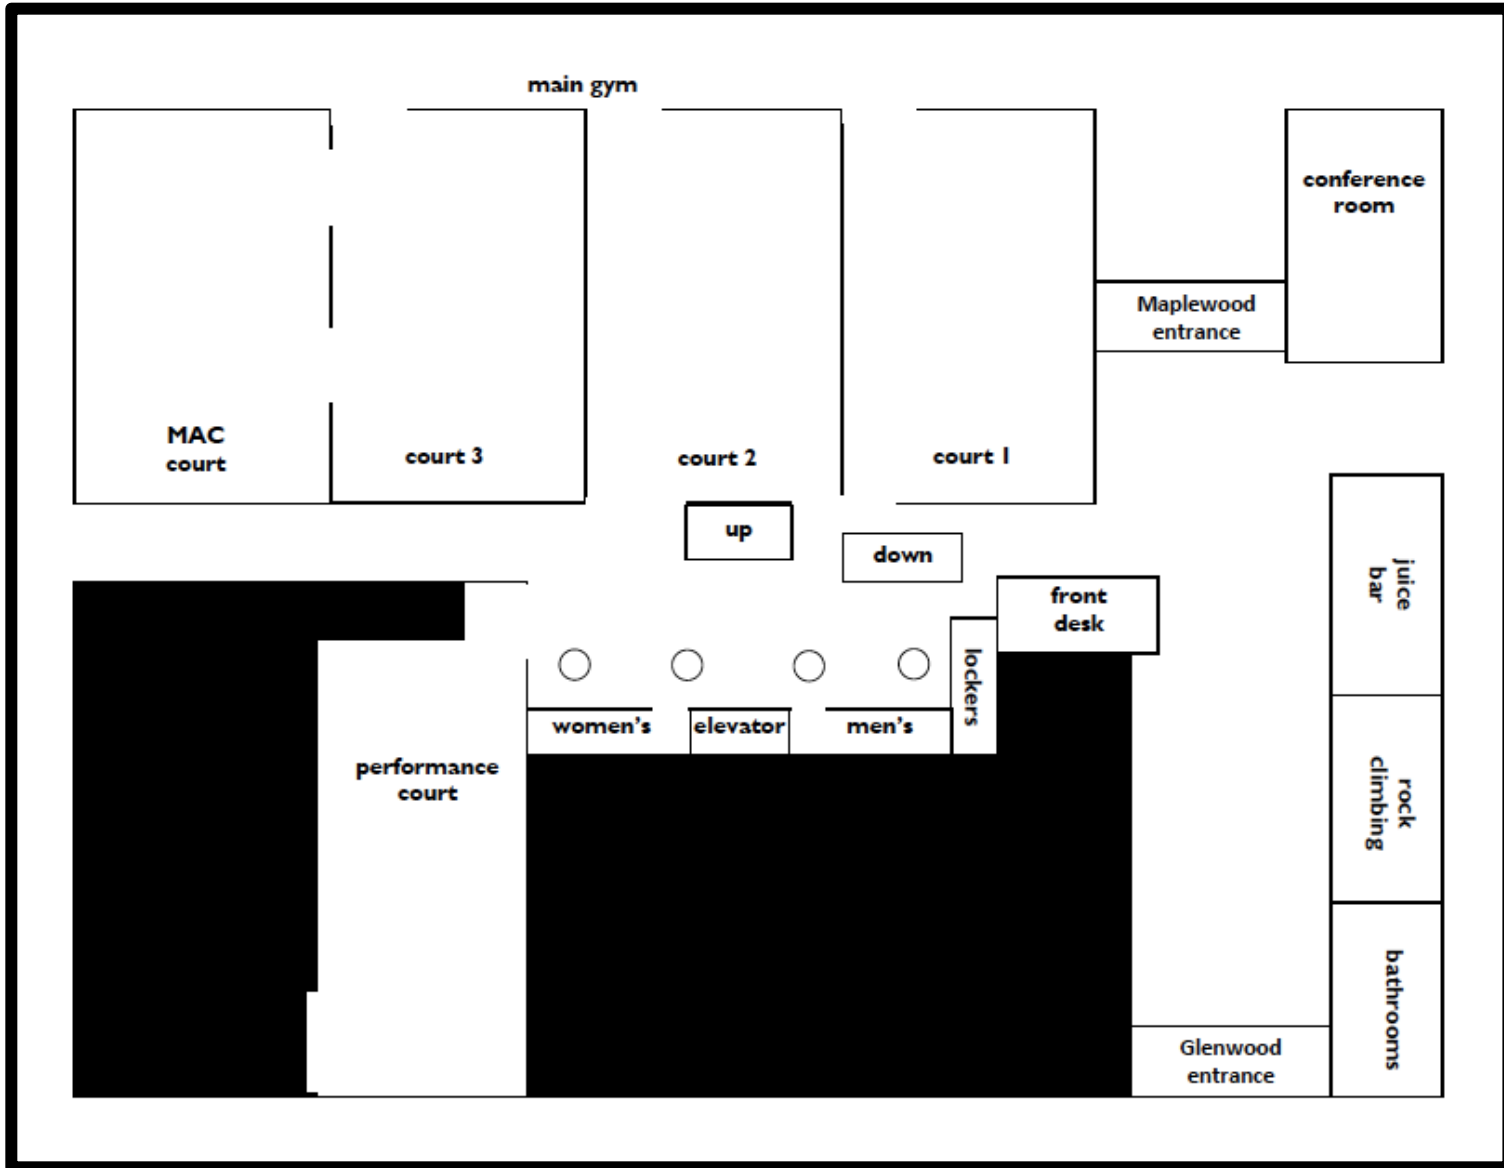 main gym
conference
room
Maplewood
entrance
MAC
court
court 3
court 2
court 1
up
down
front
desk
juice
bar
lockers
women's
elevator
men's
performance
court
rock
climbing
bathrooms
Glenwood
entrance